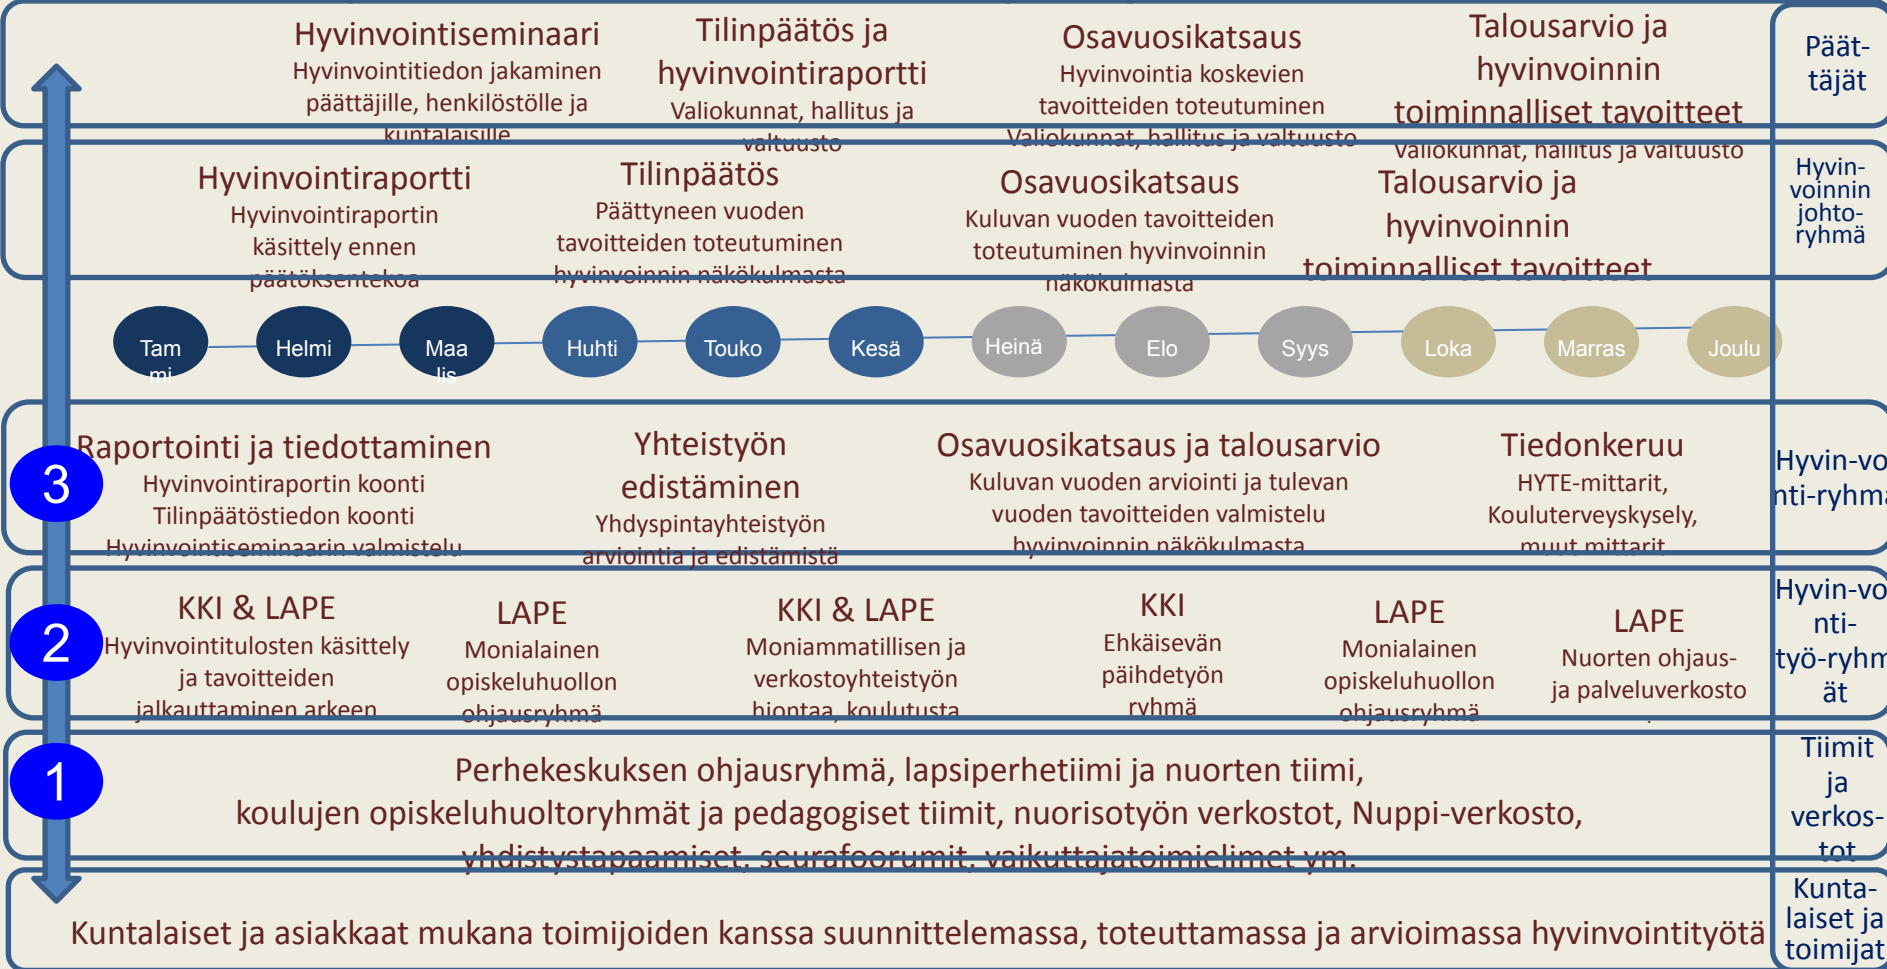 Hyvinvointiseminaari
Hyvinvointitiedon jakaminen
päättäjille, henkilöstölle ja
kuntalaisille
Tilinpäätös ja
hyvinvointiraportti
Valiokunnat, hallitus ja
valtuusto
Osavuosikatsaus
Hyvinvointia koskevien
tavoitteiden toteutuminen
Valiokunnat, hallitus ja valtuusto
Talousarvio ja
hyvinvoinnin
toiminnalliset tavoitteet
Valiokunnat, hallitus ja valtuusto
Päät-
täjät
Hyvinvointiraportti
Hyvinvointiraportin
käsittely ennen
päätöksentekoa
Tilinpäätös
Päättyneen vuoden
tavoitteiden toteutuminen
hyvinvoinnin näkökulmasta
Osavuosikatsaus
Kuluvan vuoden tavoitteiden
toteutuminen hyvinvoinnin
näkökulmasta
Talousarvio ja
hyvinvoinnin
toiminnalliset tavoitteet
Hyvin-
voinnin
johto-
ryhmä
Tam
mi
Helmi
Maa
lis
Huhti
Touko
Kesä
Heinä
Elo
Syys
Loka
Marras
Joulu
3
Raportointi ja tiedottaminen
Hyvinvointiraportin koonti
Tilinpäätöstiedon koonti
Hyvinvointiseminaarin valmistelu
Yhteistyön
edistäminen
Yhdyspintayhteistyön
arviointia ja edistämistä
Osavuosikatsaus ja talousarvio
Kuluvan vuoden arviointi ja tulevan
vuoden tavoitteiden valmistelu
hyvinvoinnin näkökulmasta
Tiedonkeruu
HYTE-mittarit,
Kouluterveyskysely,
muut mittarit
Hyvin-vo
nti-ryhmä
2
KKI & LAPE
Hyvinvointitulosten käsittely
ja tavoitteiden
jalkauttaminen arkeen
LAPE
Monialainen
opiskeluhuollon
ohjausryhmä
KKI & LAPE
Moniammatillisen ja
verkostoyhteistyön
hiontaa, koulutusta
KKI
Ehkäisevän
päihdetyön
ryhmä
LAPE
Monialainen
opiskeluhuollon
ohjausryhmä
LAPE
Nuorten ohjaus-
ja palveluverkosto
Hyvin-vo
nti-
työ-ryhm
ät
1
Perhekeskuksen ohjausryhmä, lapsiperhetiimi ja nuorten tiimi,
koulujen opiskeluhuoltoryhmät ja pedagogiset tiimit, nuorisotyön verkostot, Nuppi-verkosto,
yhdistystapaamiset, seurafoorumit, vaikuttajatoimielimet ym.
Tiimit
ja
verkos-
tot
Kuntalaiset ja asiakkaat mukana toimijoiden kanssa suunnittelemassa, toteuttamassa ja arvioimassa hyvinvointityötä
Kunta-
laiset ja
toimijat